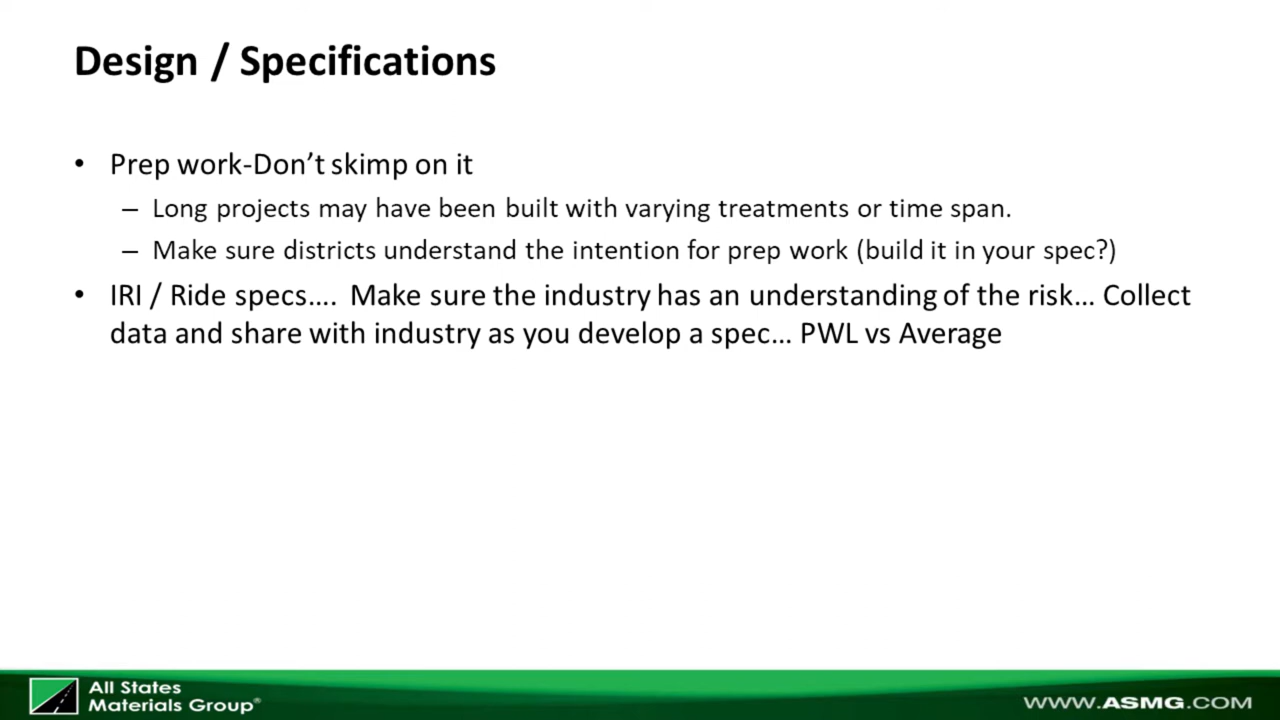 Design / Specifications
• Prep work-Don’t skimp on it
– Long projects may have been built with varying treatments or time span.
– Make sure districts understand the intention for prep work (build it in your spec?)
• IRI / Ride specs…. Make sure the industry has an understanding of the risk… Collect
data and share with industry as you develop a spec… PWL vs Average
All States
Materials Group®
WWW.ASMG.COM